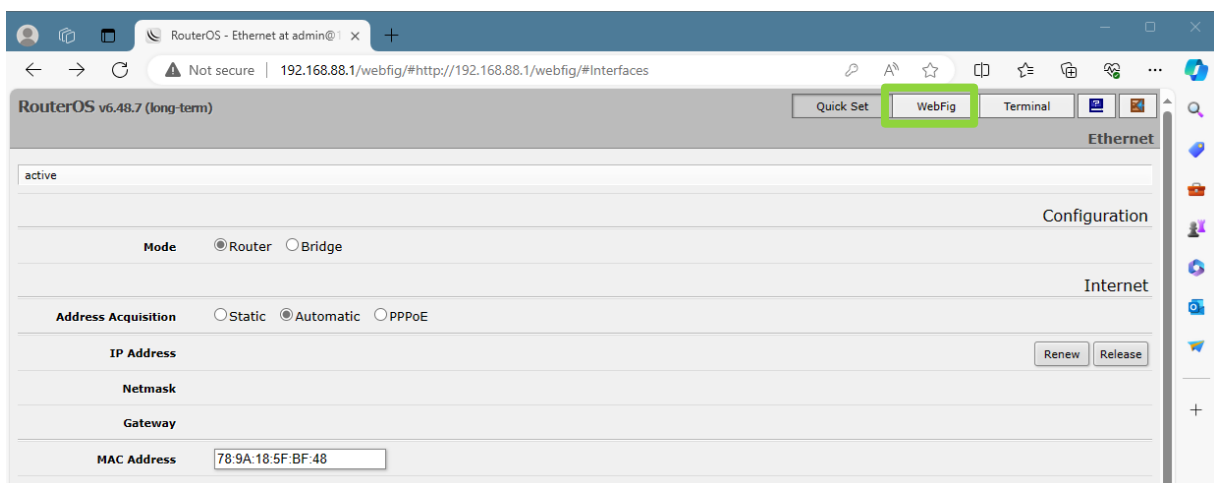 RouterOS - Ethernet at admin@1
Not secure | 192.168.88.1/webfig/#http://192.168.88.1/webfig/#Interfaces
RouterOS v6.48.7 (long-term)
Quick Set WebFig Terminal
Ethernet
active
Configuration
Mode Router Bridge
Internet
Address Acquisition Static Automatic PPPoE
IP Address Renew Release
Netmask
Gateway
MAC Address 78:9A:18:5F:BF:48